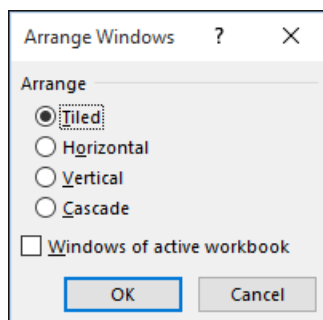 Arrange Windows ?
Arrange
Tiled
Horizontal
Vertical
Cascade
Windows of active workbook
OK Cancel